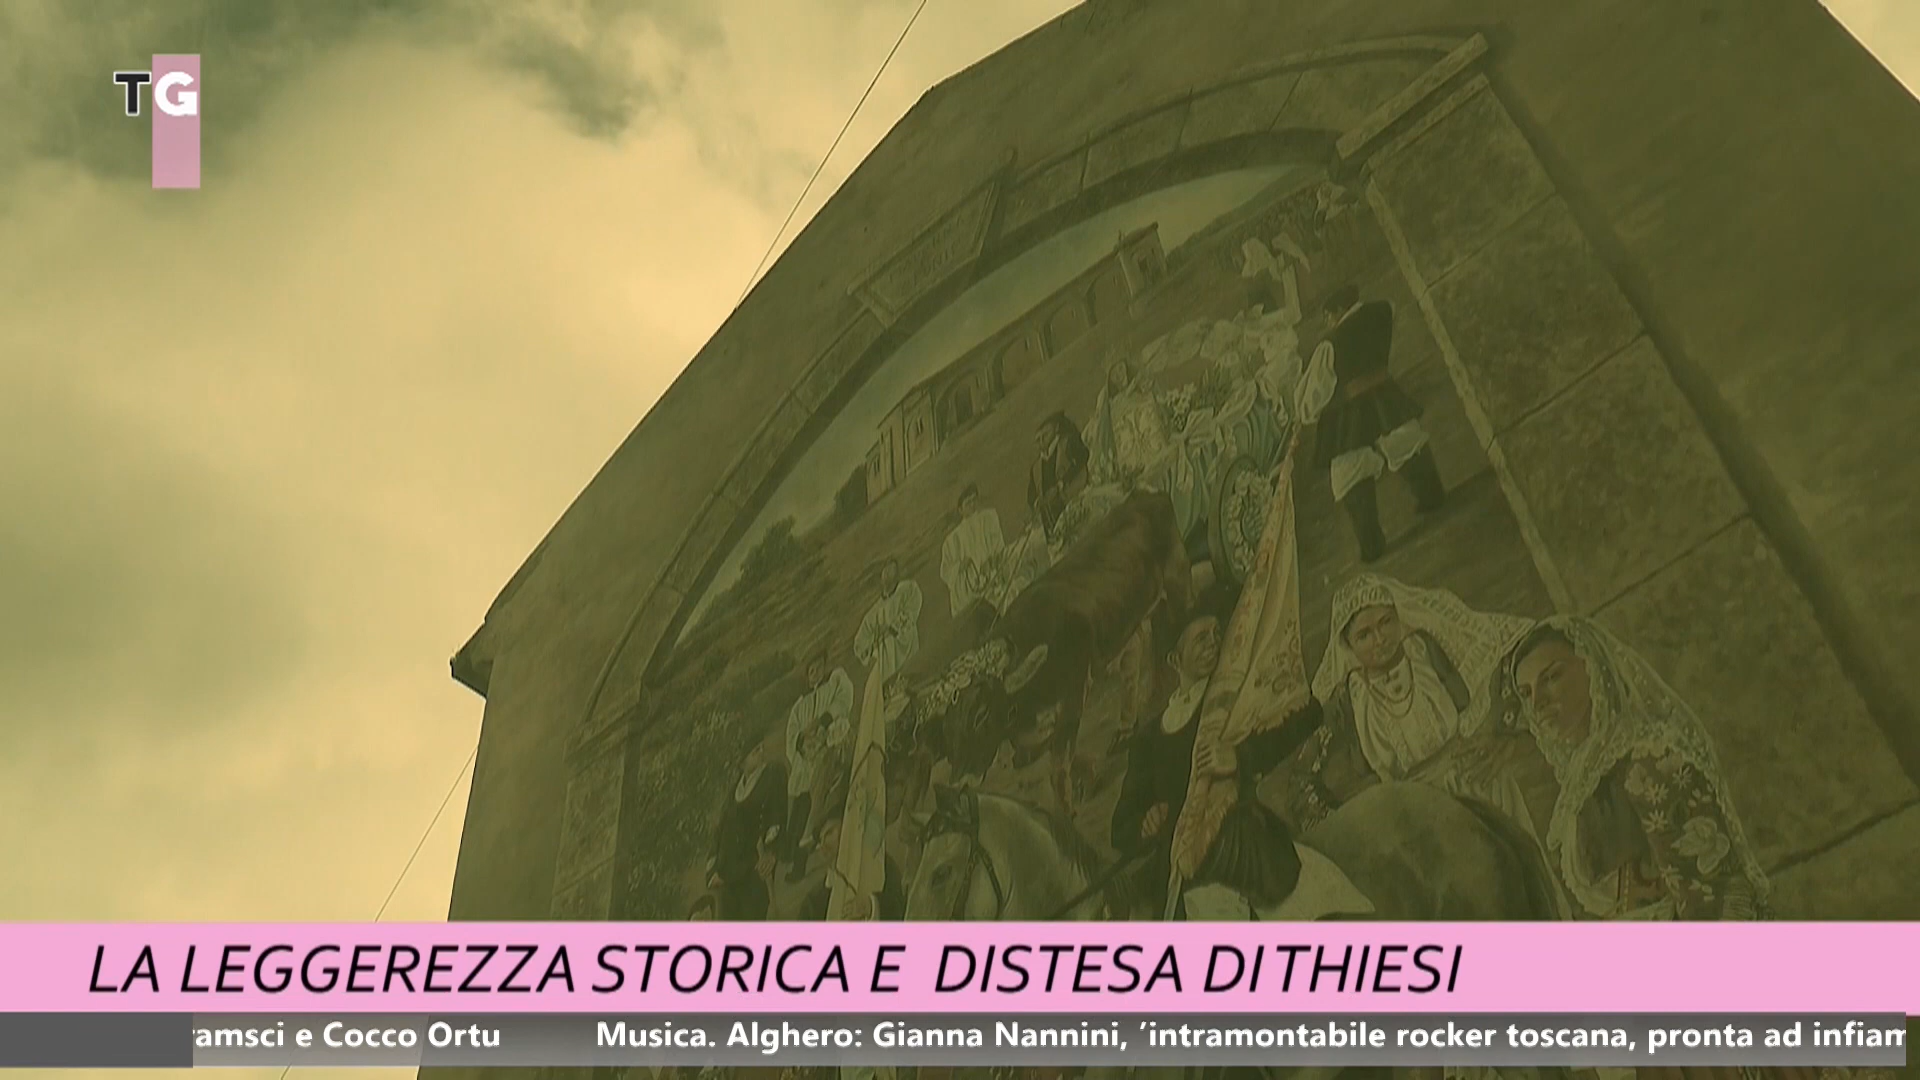 TG
LA LEGGEREZZA STORICA E DISTESA DI THIESI
ramsci e Cocco Ortu Musica. Alghero: Gianna Nannini, ’intramontabile rocker toscana, pronta ad infiam